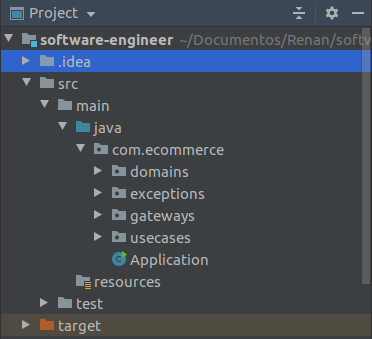 Project
software-engineer ~/Documentos/Renan/softw
.idea
src
main
java
com.ecommerce
domains
exceptions
gateways
usecases
Application
resources
test
target